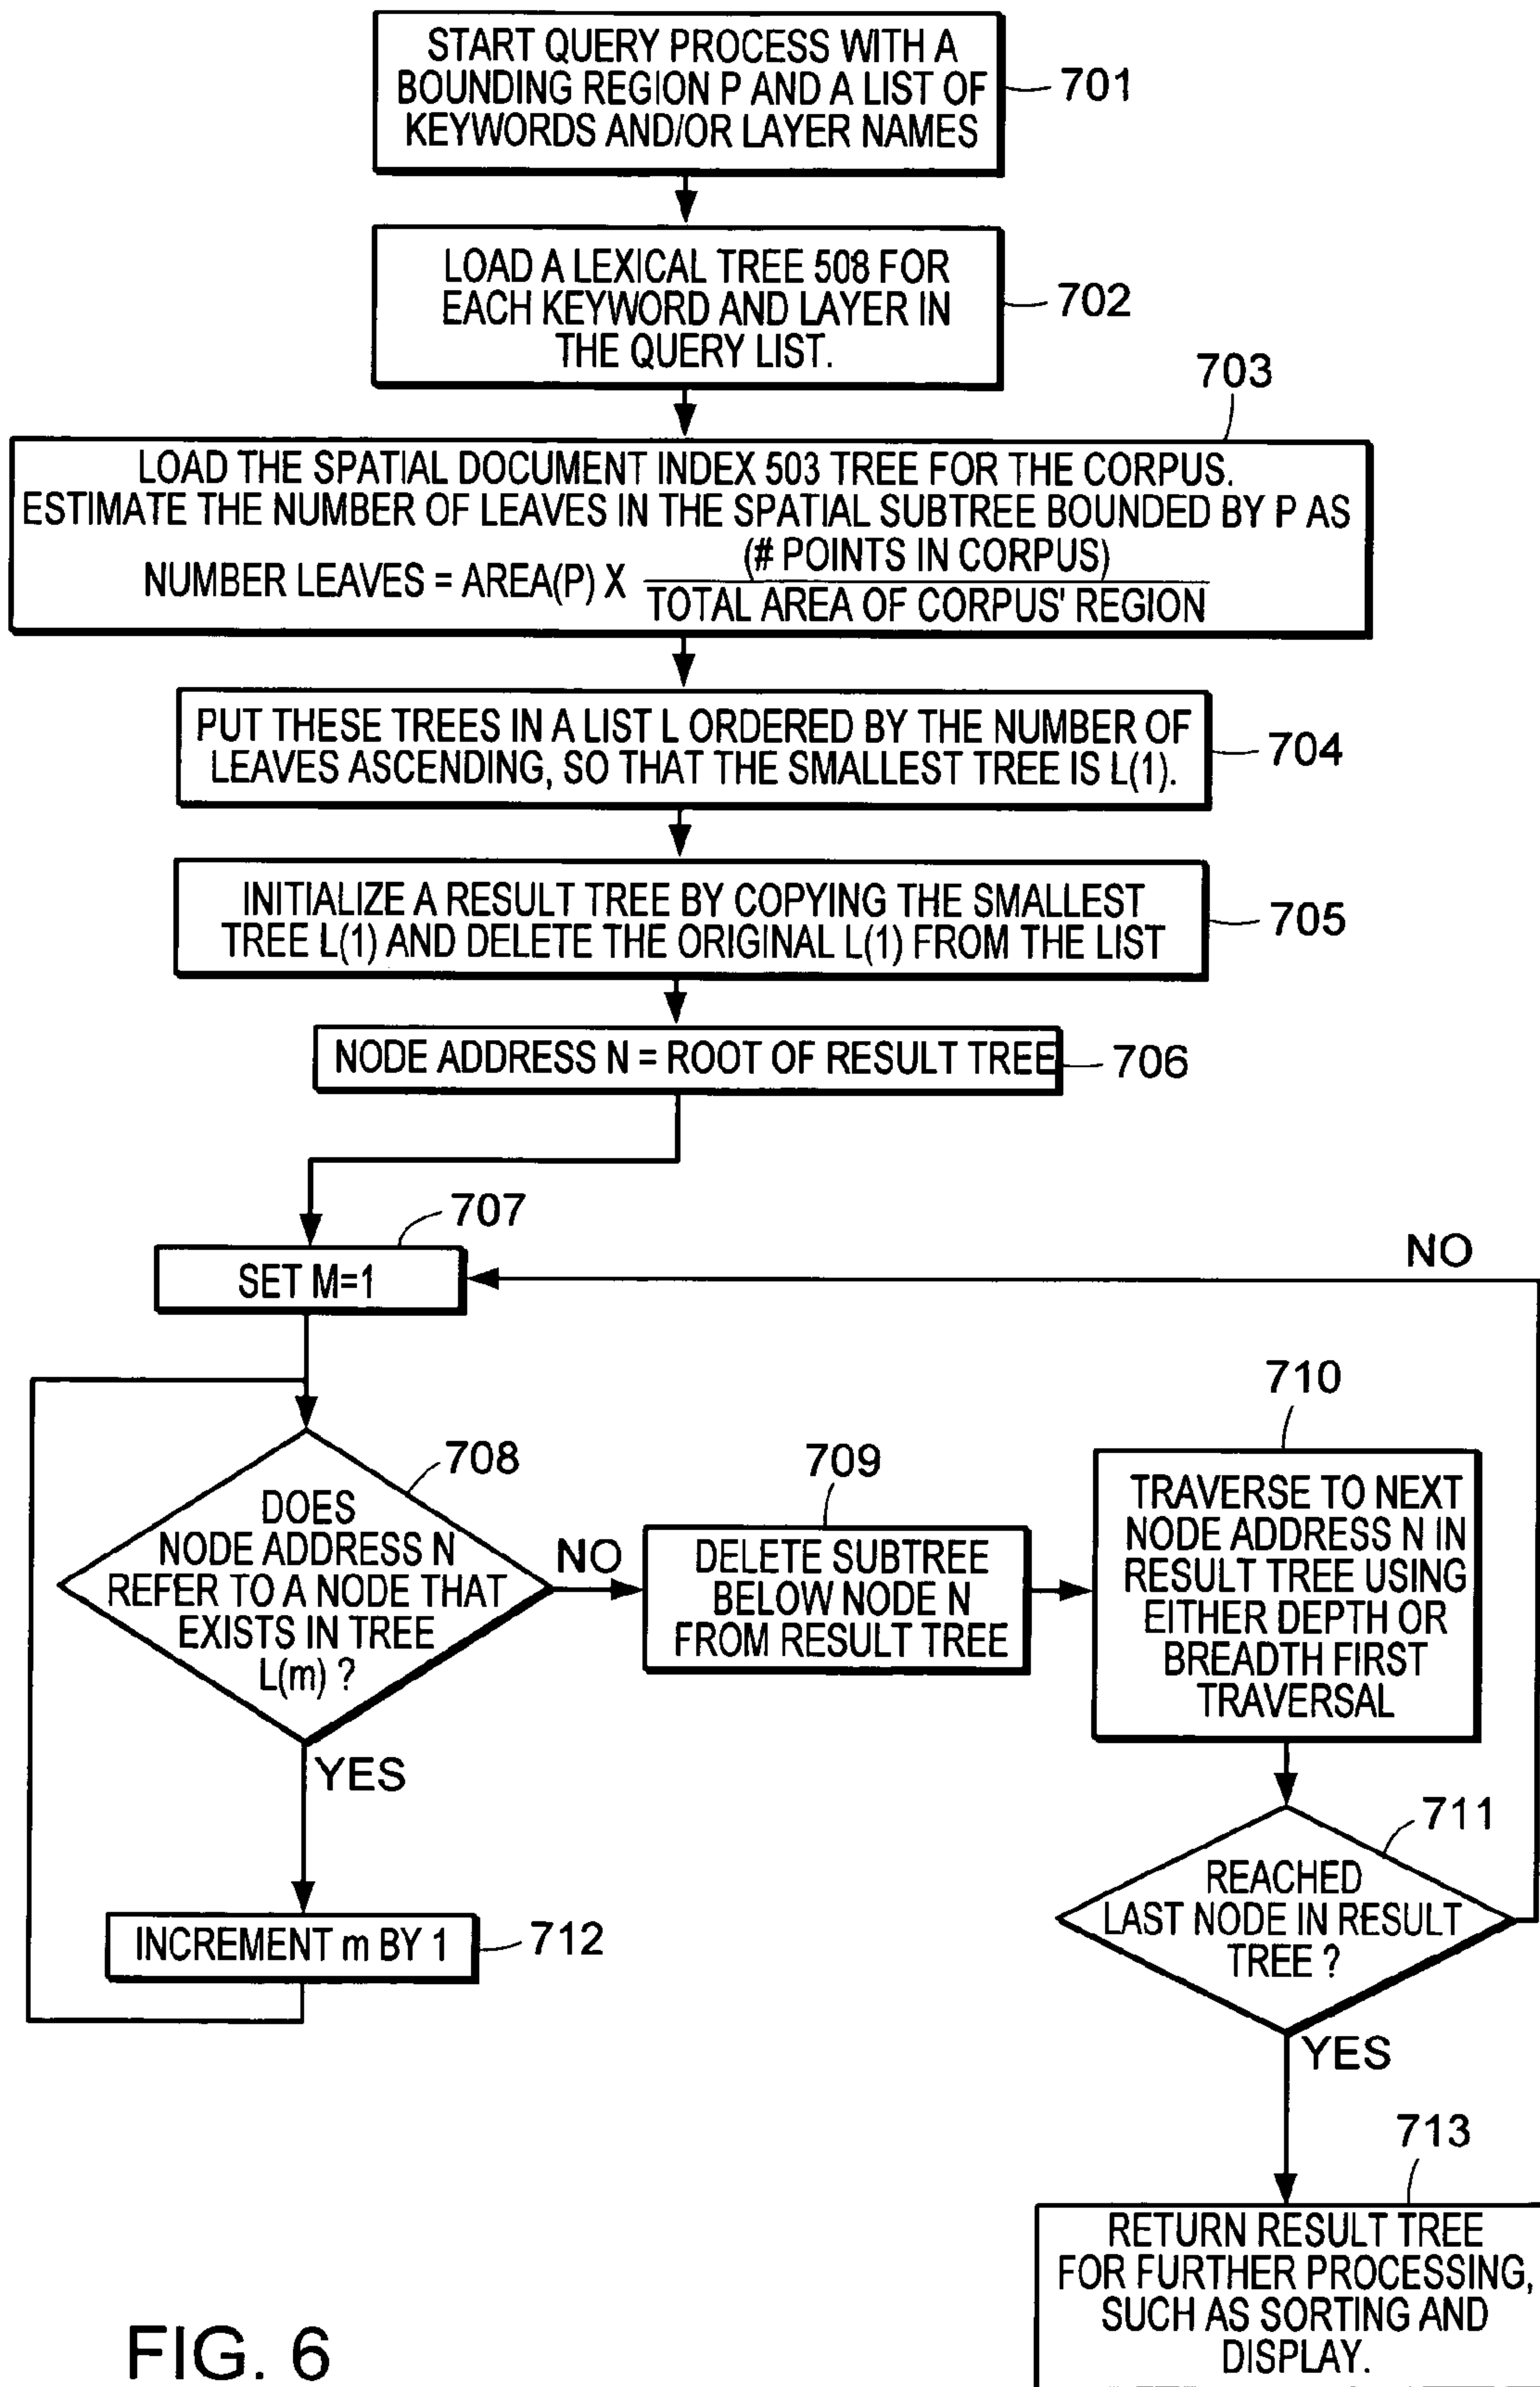 START QUERY PROCESS WITH A
BOUNDING REGION P AND A LIST OF
KEYWORDS AND/OR LAYER NAMES
701
LOAD A LEXICAL TREE 508 FOR
EACH KEYWORD AND LAYER IN
THE QUERY LIST.
702
703
LOAD THE SPATIAL DOCUMENT INDEX 503 TREE FOR THE CORPUS.
ESTIMATE THE NUMBER OF LEAVES IN THE SPATIAL SUBTREE BOUNDED BY P AS
(# POINTS IN CORPUS)
NUMBER LEAVES = AREA(P) X
TOTAL AREA OF CORPUS' REGION
PUT THESE TREES IN A LIST L ORDERED BY THE NUMBER OF
LEAVES ASCENDING, SO THAT THE SMALLEST TREE IS L(1).
704
INITIALIZE A RESULT TREE BY COPYING THE SMALLEST
TREE L(1) AND DELETE THE ORIGINAL L(1) FROM THE LIST
705
NODE ADDRESS N = ROOT OF RESULT TREE
706
707
SET M=1
NO
708
DOES
NODE ADDRESS N
REFER TO A NODE THAT
EXISTS IN TREE
L(m) ?
NO
YES
709
DELETE SUBTREE
BELOW NODE N
FROM RESULT TREE
710
TRAVERSE TO NEXT
NODE ADDRESS N IN
RESULT TREE USING
EITHER DEPTH OR
BREADTH FIRST
TRAVERSAL
711
REACHED
LAST NODE IN RESULT
TREE ?
YES
INCREMENT m BY 1
712
713
RETURN RESULT TREE
FOR FURTHER PROCESSING,
SUCH AS SORTING AND
DISPLAY.
FIG. 6